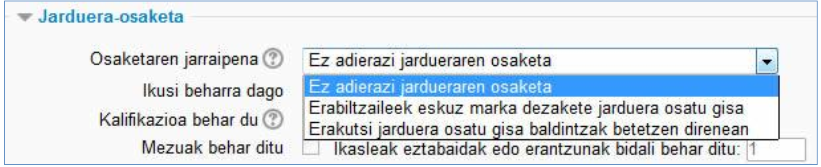 Jarduera-osaketa
Osaketaren jarraipena Ez adierazi jardueraren osaketa
Ikusi beharra dago Ez adierazi jardueraren osaketa
Erabiltzaileek eskuz marka dezakete jarduera osatu gisa
Kalifikazioa behar du Erakutsi jarduera osatu gisa baldintzak betetzen direnean
Mezuak behar ditu Ikasleak eztabaidak edo erantzunak bidali behar ditu: 1